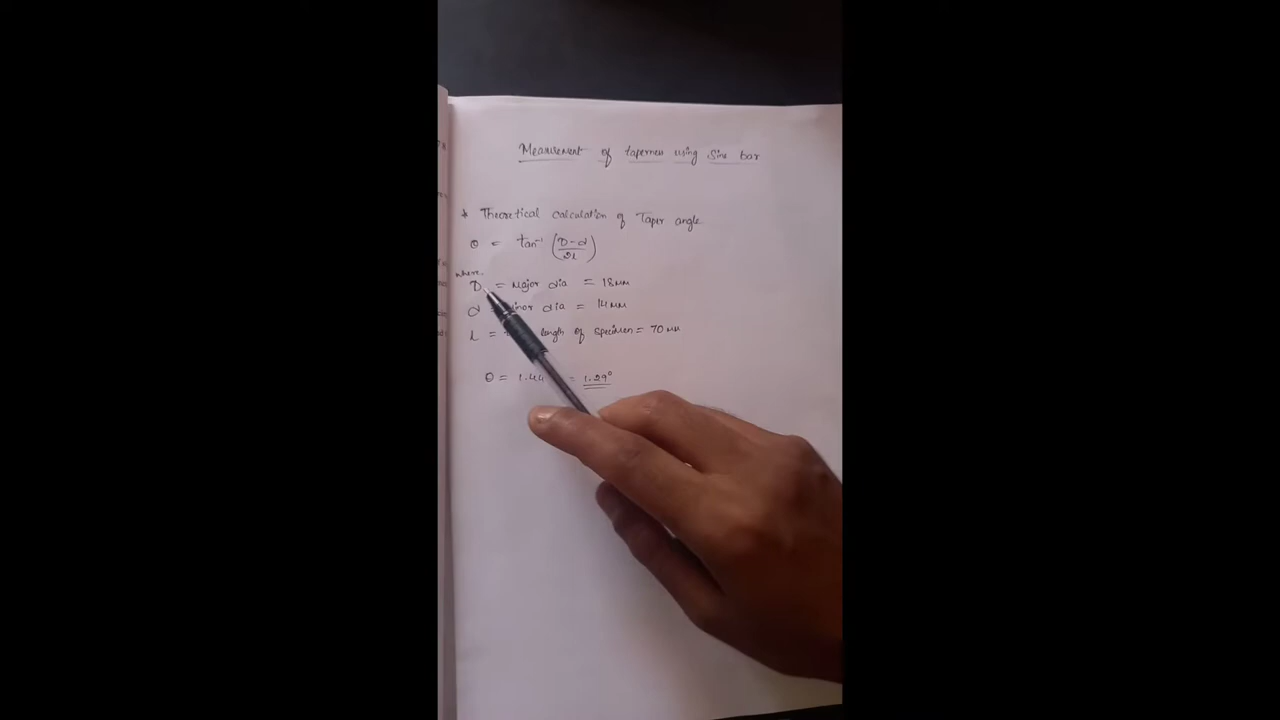 Measurement of taperness using Sine bar
* Theoretical calculation of Taper angle
θ = tan⁻¹ (D-d/2L)
where,
D = Major dia = 18mm
d = dia = 14mm
L = length of specimen = 70mm
θ = = 1.29°